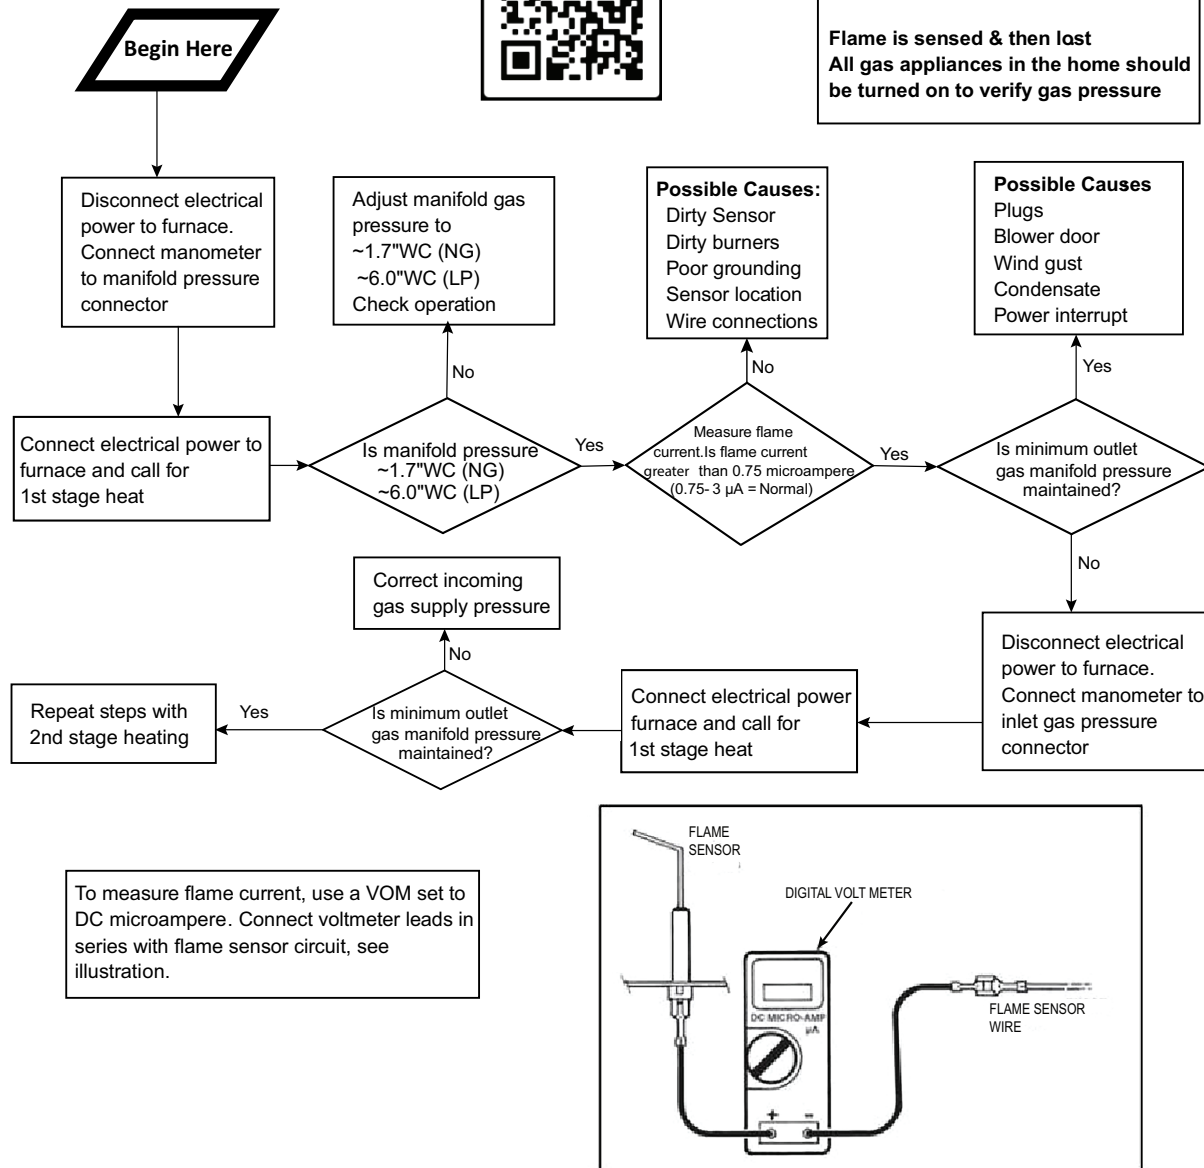 Begin Here
Flame is sensed & then lost
All gas appliances in the home should
be turned on to verify gas pressure
Disconnect electrical
power to furnace.
Connect manometer
to manifold pressure
connector
Adjust manifold gas
pressure to
~1.7"WC (NG)
~6.0"WC (LP)
Check operation
Possible Causes:
Dirty Sensor
Dirty burners
Poor grounding
Sensor location
Wire connections
Possible Causes
Plugs
Blower door
Wind gust
Condensate
Power interrupt
No
No
Yes
Connect electrical power to
furnace and call for
1st stage heat
Is manifold pressure
~1.7"WC (NG)
~6.0"WC (LP)
Yes
Measure flame
current.Is flame current
greater than 0.75 microampere
(0.75- 3 µA = Normal)
Yes
Is minimum outlet
gas manifold pressure
maintained?
No
Correct incoming
gas supply pressure
No
Disconnect electrical
power to furnace.
Connect manometer to
inlet gas pressure
connector
Connect electrical power
furnace and call for
1st stage heat
Is minimum outlet
gas manifold pressure
maintained?
Yes
Repeat steps with
2nd stage heating
To measure flame current, use a VOM set to
DC microampere. Connect voltmeter leads in
series with flame sensor circuit, see
illustration.
FLAME
SENSOR
DIGITAL VOLT METER
DC MICRO-AMP
µA
+ -
FLAME SENSOR
WIRE